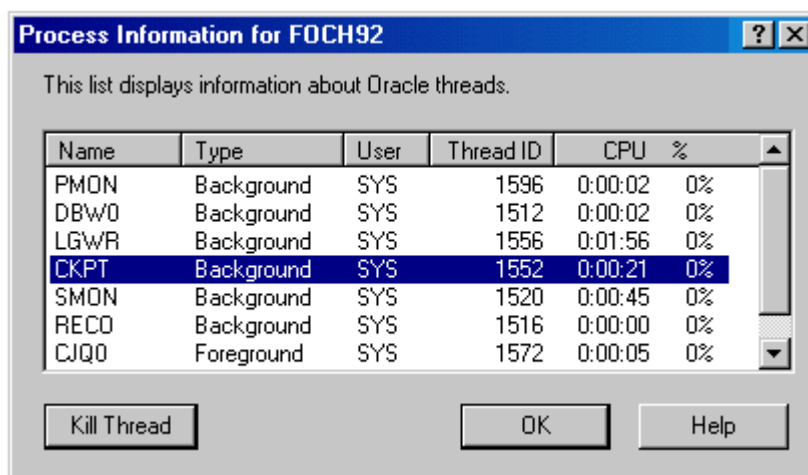 Process Information for FOCH92 ? ×
This list displays information about Oracle threads.
Name Type User Thread ID CPU %
PMON Background SYS 1596 0:00:02 0%
DBW0 Background SYS 1512 0:00:02 0%
LGWR Background SYS 1556 0:01:56 0%
CKPT Background SYS 1552 0:00:21 0%
SMON Background SYS 1520 0:00:45 0%
RECO Background SYS 1516 0:00:00 0%
CJQ0 Foreground SYS 1572 0:00:05 0%
Kill Thread OK Help